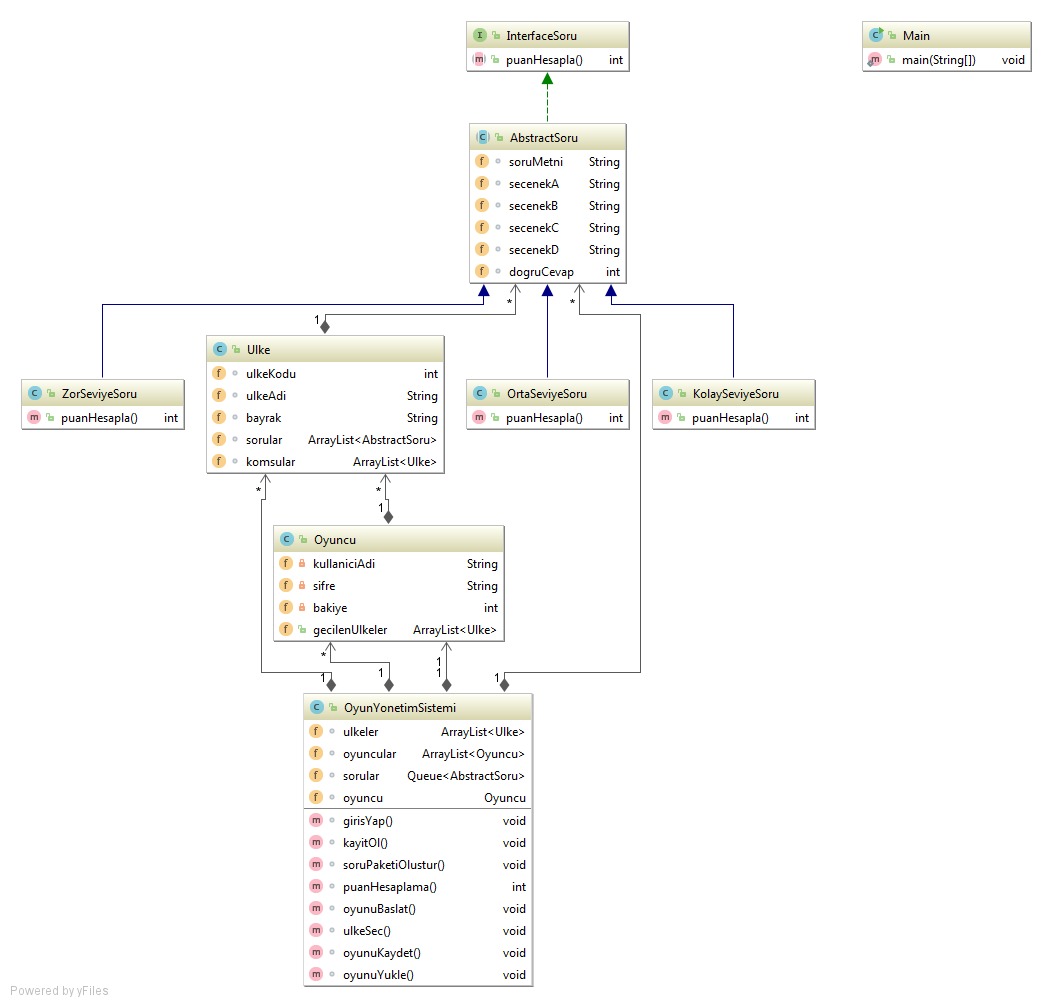 InterfaceSoru
puanHesapla() int
Main
main(String[]) void
AbstractSoru
soruMetni String
secenekA String
secenekB String
secenekC String
secenekD String
dogruCevap int
* *
1
Ulke
ulkeKodu int
ulkeAdi String
bayrak String
sorular ArrayList<AbstractSoru>
komsular ArrayList<Ulke>
ZorSeviyeSoru
puanHesapla() int
OrtaSeviyeSoru
puanHesapla() int
KolaySeviyeSoru
puanHesapla() int
* *
1
Oyuncu
kullaniciAdi String
sifre String
bakiye int
gecilenUlkeler ArrayList<Ulke>
* 1
1 1 1 1
OyunYonetimSistemi
ulkeler ArrayList<Ulke>
oyuncular ArrayList<Oyuncu>
sorular Queue<AbstractSoru>
oyuncu Oyuncu
girisYap() void
kayitOl() void
soruPaketiOlustur() void
puanHesaplama() int
oyunuBaslat() void
ulkeSec() void
oyunuKaydet() void
oyunuYukle() void
Powered by yFiles